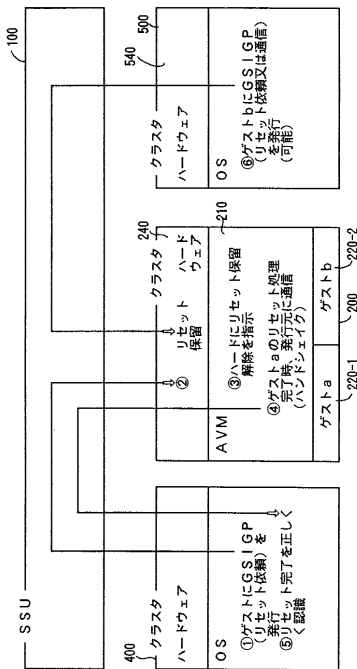 SSU
100
400
クラスタ
ハードウェア
OS
①ゲストにGSIGP
(リセット依頼)を
発行
⑤リセット完了を正し
く認識
クラスタ
240
ハード
ウェア
②
リセット
保留
210
AVM
③ハードにリセット保留
解除を指示
④ゲストaのリセット処理
完了時、発行元に通信
(ハンドシェイク)
ゲストa
ゲストb
220-1
220-2
200
クラスタ
540
500
ハードウェア
OS
⑥ゲストbにGSIGP
(リセット依頼又は通信)
を発行
(可能)